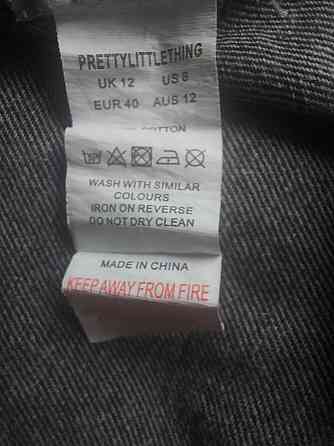 PRETTYLITTLETHING
UK 12 US 8
EUR 40 AUS 12
COTTON
WASH WITH SIMILAR
COLOURS
IRON ON REVERSE
DO NOT DRY CLEAN
MADE IN CHINA
KEEP AWAY FROM FIRE